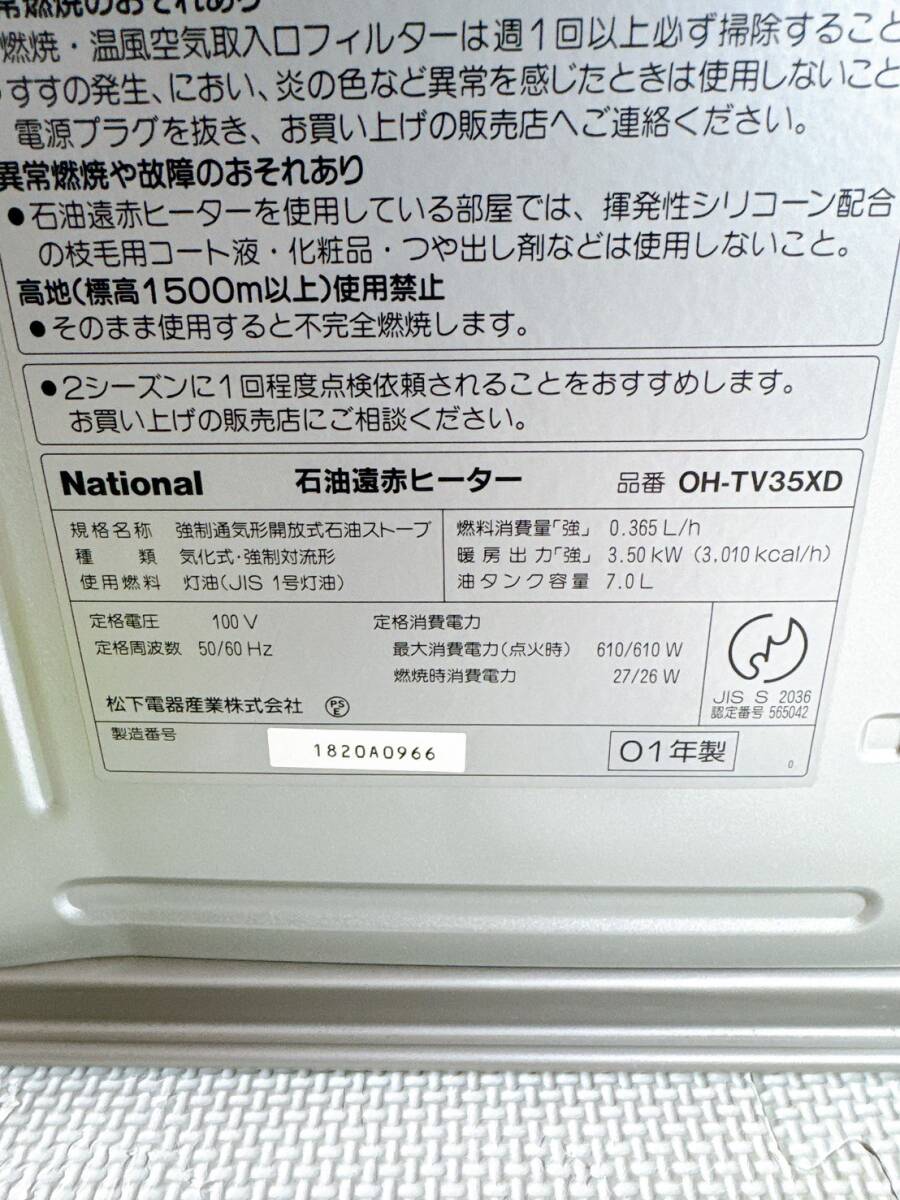 常燃焼のおそれあり
燃焼・温風空気取入口フィルターは週1回以上必ず掃除すること
すすの発生、におい、炎の色など異常を感じたときは使用しないこと
電源プラグを抜き、お買い上げの販売店へご連絡ください。
異常燃焼や故障のおそれあり
●石油遠赤ヒーターを使用している部屋では、揮発性シリコーン配合
の枝毛用コート液・化粧品・つや出し剤などは使用しないこと。
高地(標高1500m以上)使用禁止
●そのまま使用すると不完全燃焼します。
●2シーズンに1回程度点検依頼されることをおすすめします。
お買い上げの販売店にご相談ください。
National 石油遠赤ヒーター 品番 OH-TV35XD
規格名称 強制通気形開放式石油ストーブ
種類 気化式・強制対流形
使用燃料 灯油(JIS 1号灯油)
燃料消費量「強」 0.365 L/h
暖房出力「強」 3.50 kW (3,010 kcal/h)
油タンク容量 7.0 L
定格電圧 100 V
定格周波数 50/60 Hz
定格消費電力
最大消費電力(点火時) 610/610 W
燃焼時消費電力 27/26 W
松下電器産業株式会社 PSE
JIS S 2036
認定番号 565042
製造番号 1820A0966 01年製 0